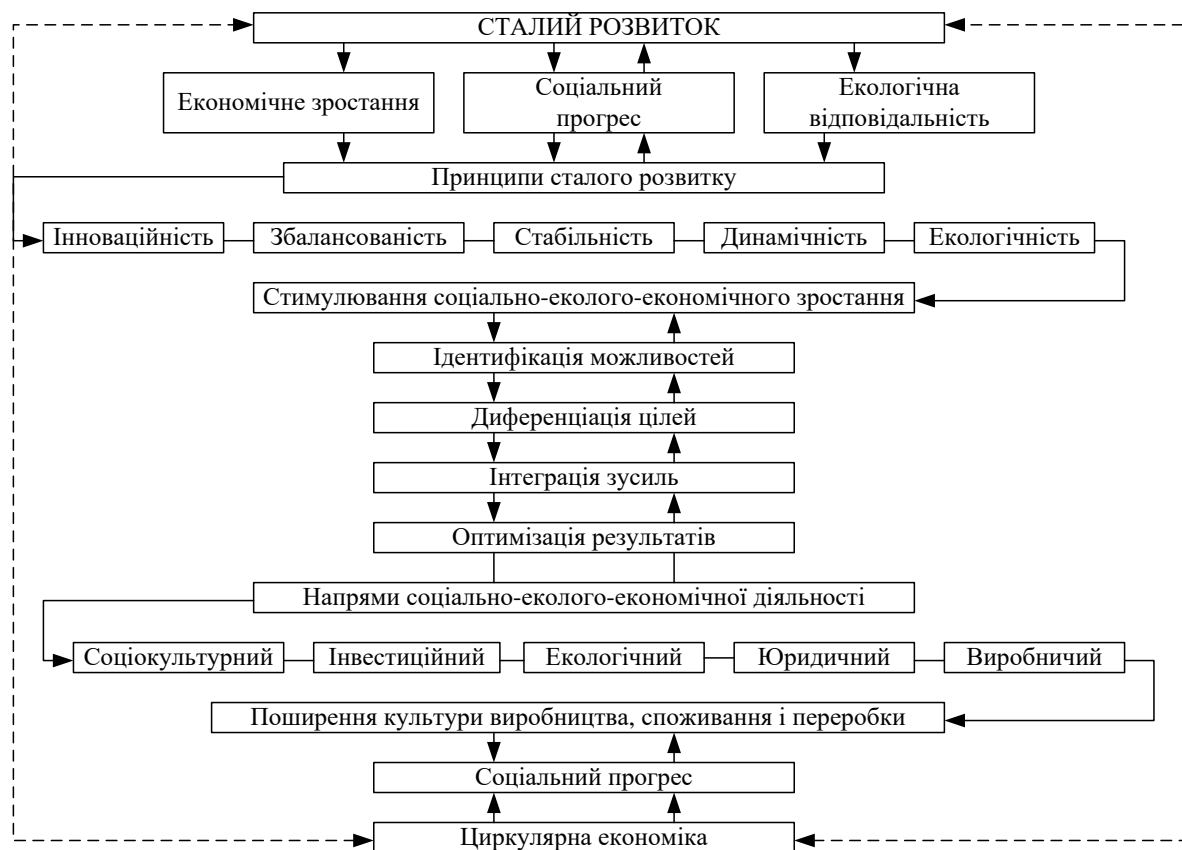 СТАЛИЙ РОЗВИТОК
Економічне зростання
Соціальний
прогрес
Екологічна
відповідальність
Принципи сталого розвитку
Інноваційність
Збалансованість
Стабільність
Динамічність
Екологічність
Стимулювання соціально-еколого-економічного зростання
Ідентифікація можливостей
Диференціація цілей
Інтеграція зусиль
Оптимізація результатів
Напрями соціально-еколого-економічної діяльності
Соціокультурний
Інвестиційний
Екологічний
Юридичний
Виробничий
Поширення культури виробництва, споживання і переробки
Соціальний прогрес
Циркулярна економіка